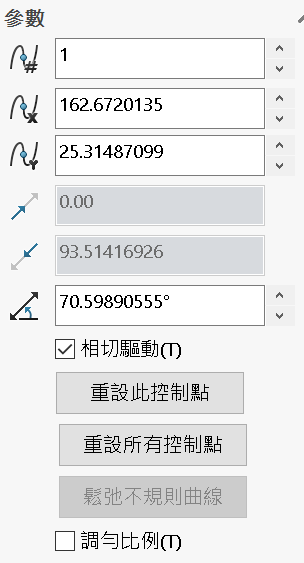 參數
1
162.6720135
25.31487099
0.00
93.51416926
70.59890555°
相切驅動(T)
重設此控制點
重設所有控制點
鬆弛不規則曲線
調勻比例(T)